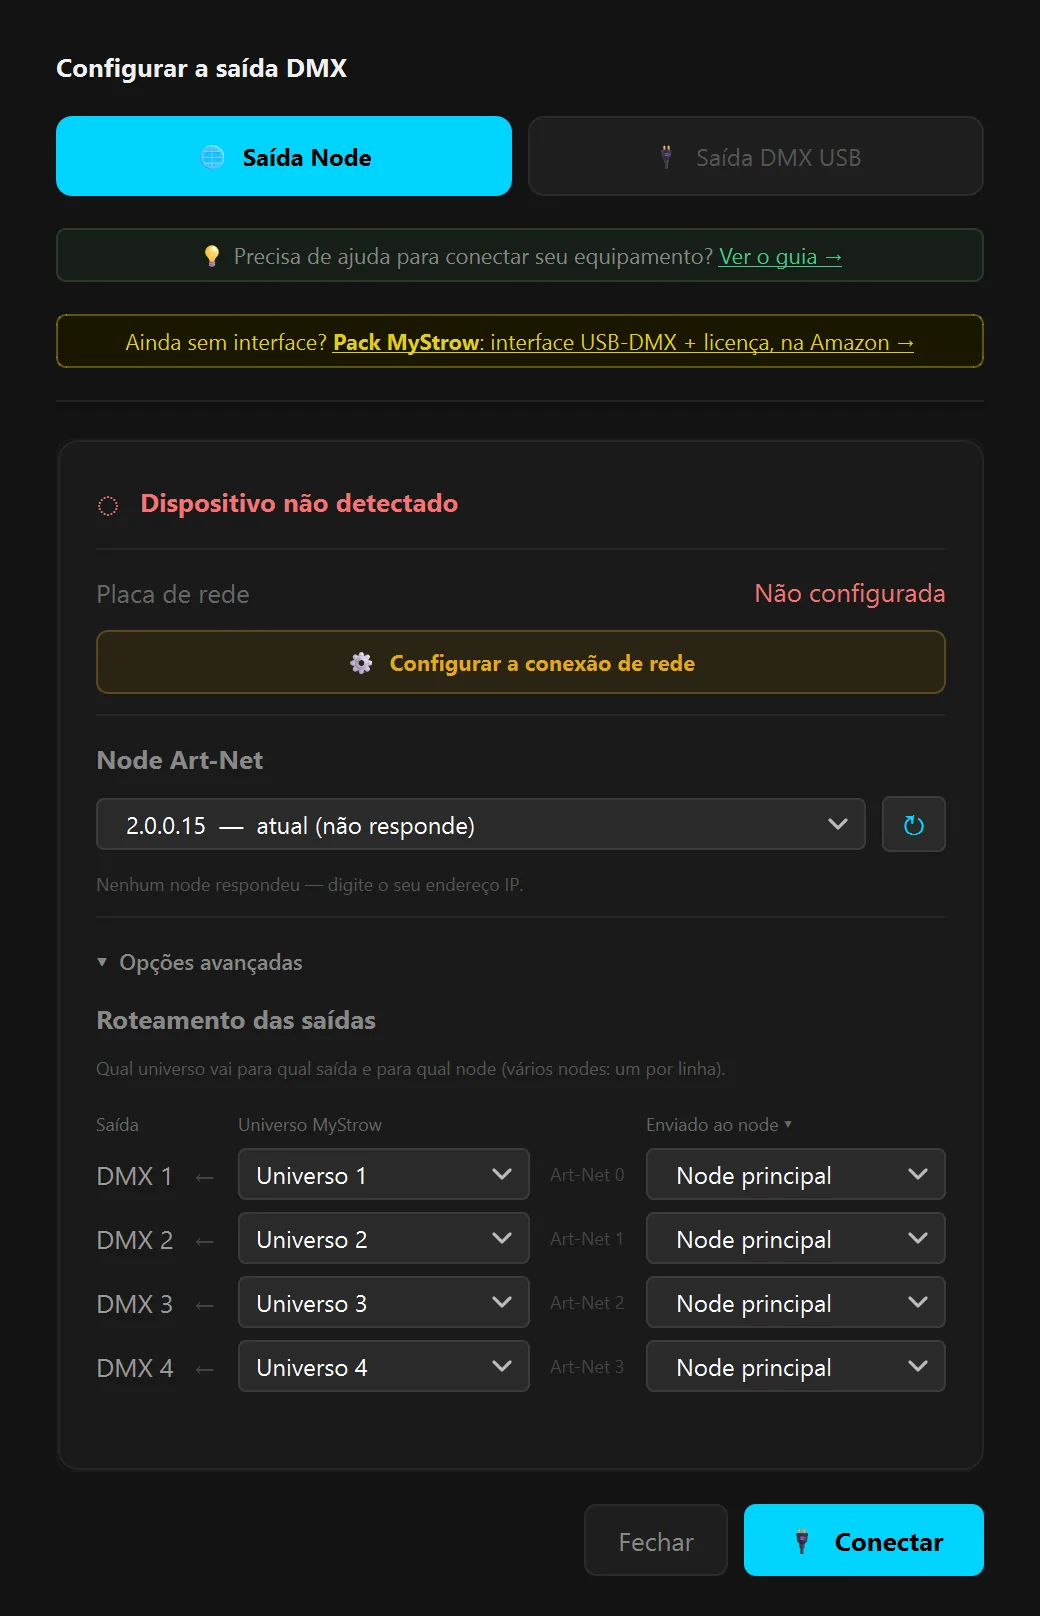 Configurar a saída DMX
Saída Node
Saída DMX USB
Precisa de ajuda para conectar seu equipamento? Ver o guia →
Ainda sem interface? Pack MyStrow: interface USB-DMX + licença, na Amazon →
Dispositivo não detectado
Placa de rede
Não configurada
Configurar a conexão de rede
Node Art-Net
2.0.0.15 — atual (não responde)
Nenhum node respondeu — digite o seu endereço IP.
▼ Opções avançadas
Roteamento das saídas
Qual universo vai para qual saída e para qual node (vários nodes: um por linha).
Saída Universo MyStrow Enviado ao node ▾
DMX 1 ← Universo 1 Art-Net 0 Node principal
DMX 2 ← Universo 2 Art-Net 1 Node principal
DMX 3 ← Universo 3 Art-Net 2 Node principal
DMX 4 ← Universo 4 Art-Net 3 Node principal
Fechar
Conectar